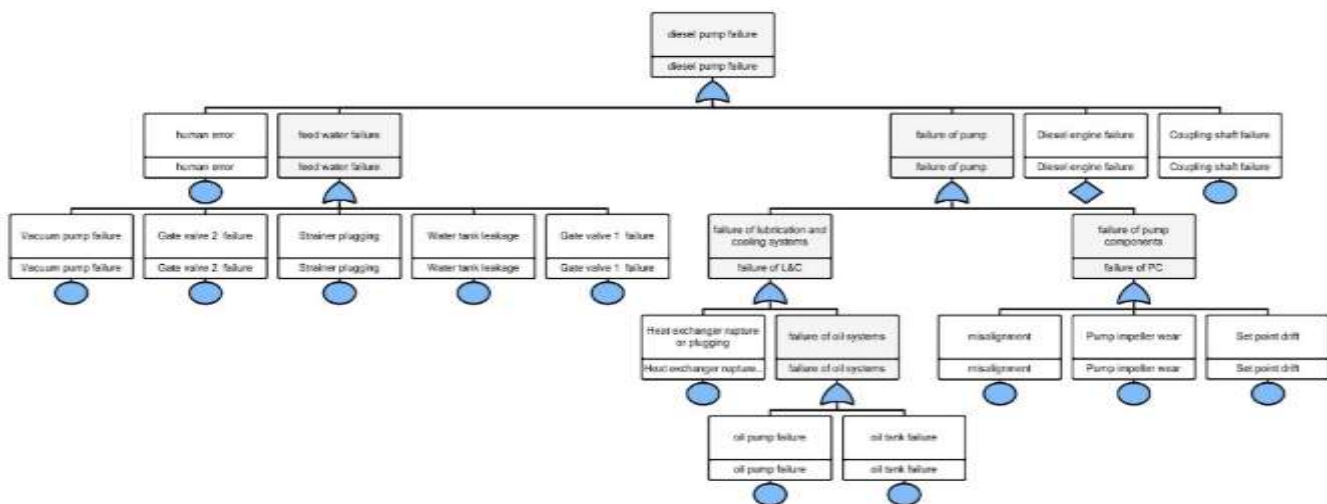 diesel pump failure
diesel pump failure
human error
human error
feed water failure
feed water failure
failure of pump
failure of pump
Diesel engine failure
Diesel engine failure
Coupling shaft failure
Coupling shaft failure
Vacuum pump failure
Vacuum pump failure
Gate valve 2 failure
Gate valve 2 failure
Strainer plugging
Strainer plugging
Water tank leakage
Water tank leakage
Gate valve 1 failure
Gate valve 1 failure
failure of lubrication and
cooling systems
failure of L&C
failure of pump
components
failure of PC
Heat exchanger rupture
or plugging
Heat exchanger rupture...
failure of oil systems
failure of oil systems
misalignment
misalignment
Pump impeller wear
Pump impeller wear
Set point drift
Set point drift
oil pump failure
oil pump failure
oil tank failure
oil tank failure